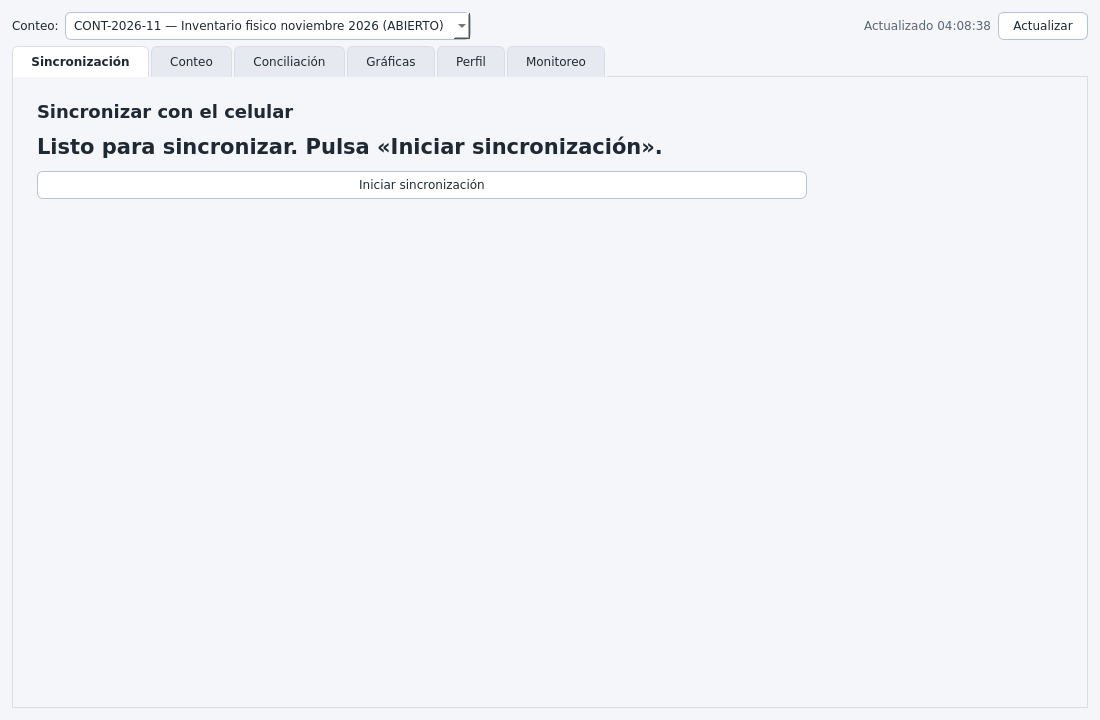 Conteo: CONT-2026-11 — Inventario fisico noviembre 2026 (ABIERTO) Actualizado 04:08:38 Actualizar
Sincronización Conteo Conciliación Gráficas Perfil Monitoreo
Sincronizar con el celular
Listo para sincronizar. Pulsa «Iniciar sincronización».
Iniciar sincronización